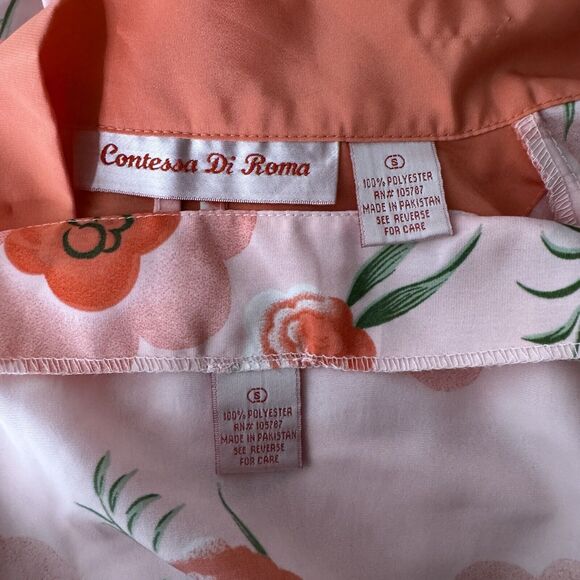 Contessa Di Roma
S
100% POLYESTER
RN# 105787
MADE IN PAKISTAN
SEE REVERSE
FOR CARE
S
100% POLYESTER
RN# 105787
MADE IN PAKISTAN
SEE REVERSE
FOR CARE